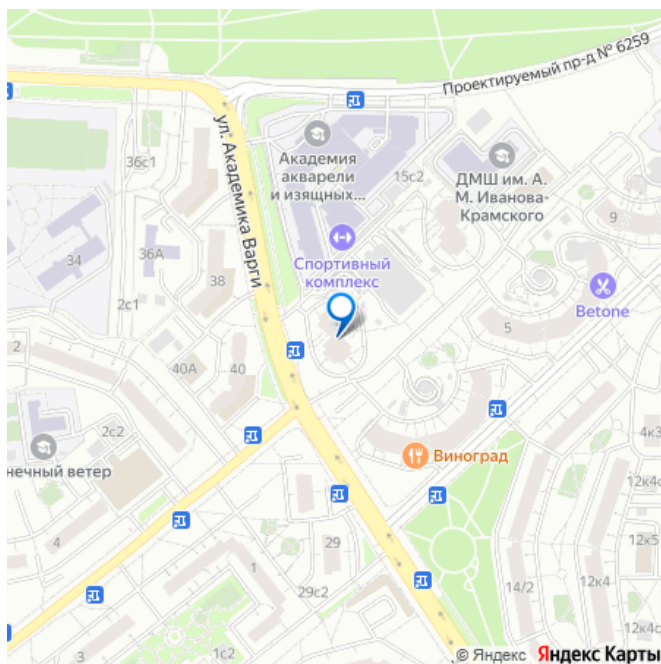 Проектируемый пр-д № 6259
ул. Академика Варги
36с1
Академия
акварели
и изящных...
15с2
ДМШ им. А.
М. Иванова-
Крамского
9
34
36А
Спортивный
комплекс
38
Betone
2с1
5
2
40А
40
2с2
нечный ветер
Виноград
4к3
12к4с
4
29
12к5
1
29с2
14/2
12к4
3
1с2
12к4с
© Яндекс Яндекс Карты